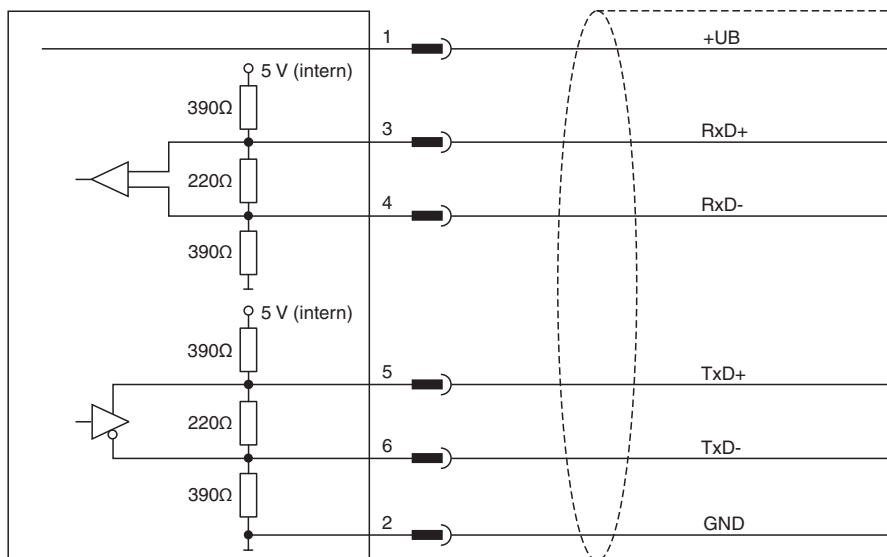 1 +UB
5 V (intern)
390Ω
3 RxD+
220Ω
4 RxD-
390Ω
5 V (intern)
390Ω
5 TxD+
220Ω
6 TxD-
390Ω
2 GND